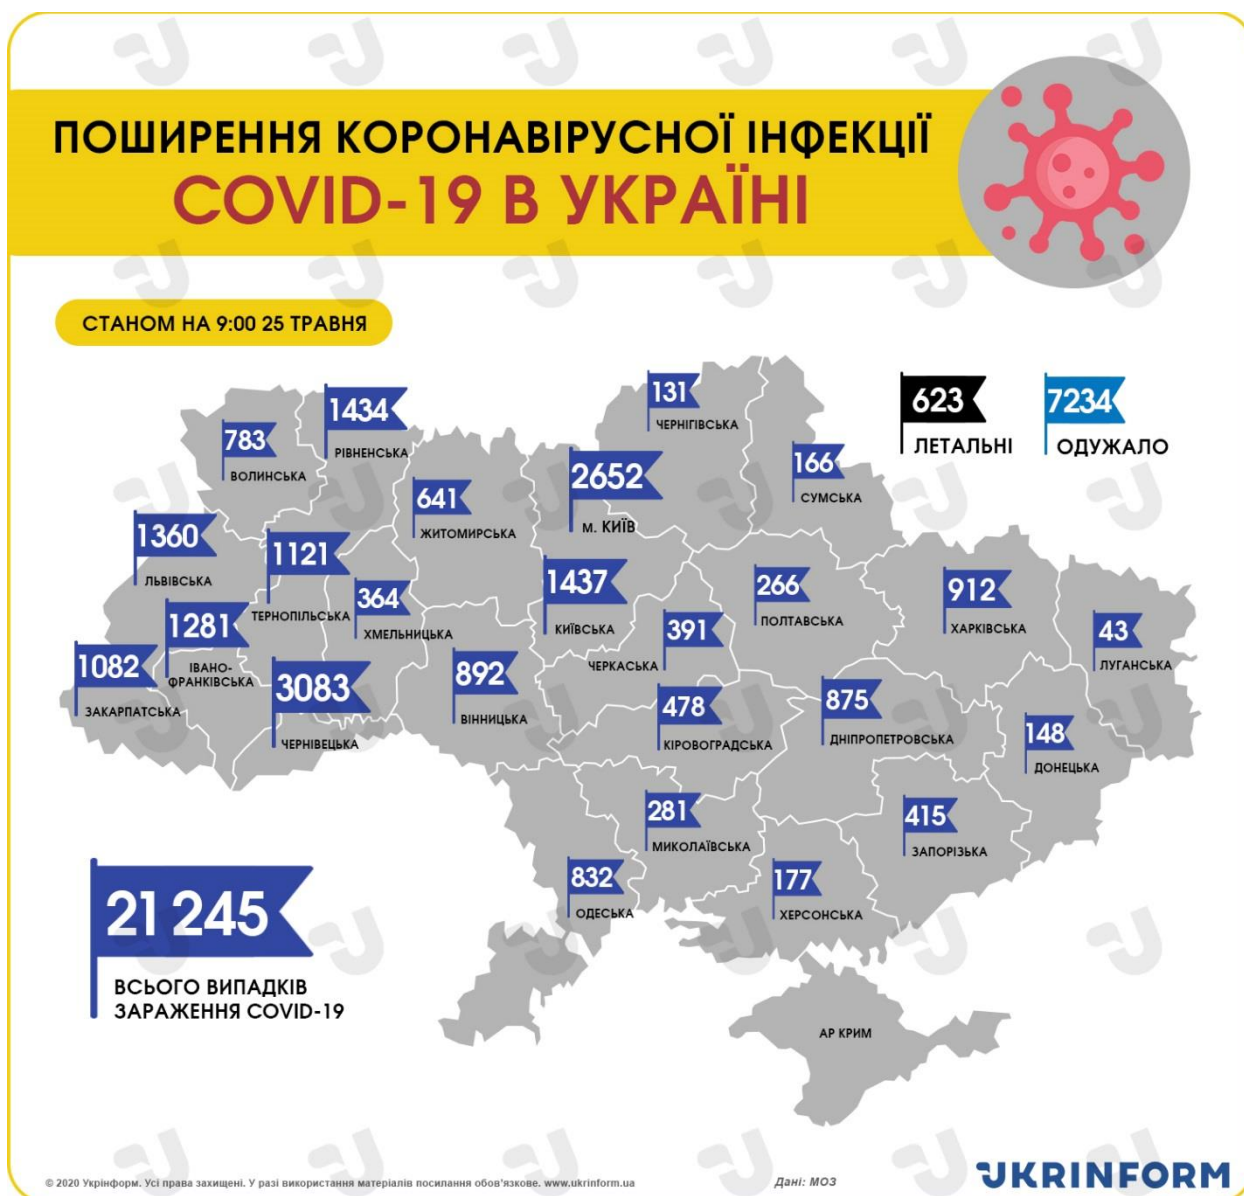 ПОШИРЕННЯ КОРОНАВІРУСНОЇ ІНФЕКЦІЇ
COVID-19 В УКРАЇНІ
СТАНОМ НА 9:00 25 ТРАВНЯ
623
ЛЕТАЛЬНІ
7234
ОДУЖАЛО
783
ВОЛИНСЬКА
1434
РІВНЕНСЬКА
131
ЧЕРНІГІВСЬКА
166
СУМСЬКА
641
ЖИТОМИРСЬКА
2652
м. КИЇВ
1360
ЛЬВІВСЬКА
1121
ТЕРНОПІЛЬСЬКА
364
ХМЕЛЬНИЦЬКА
1437
КИЇВСЬКА
266
ПОЛТАВСЬКА
912
ХАРКІВСЬКА
43
ЛУГАНСЬКА
1281
ІВАНО-
ФРАНКІВСЬКА
391
ЧЕРКАСЬКА
1082
ЗАКАРПАТСЬКА
3083
ЧЕРНІВЕЦЬКА
892
ВІННИЦЬКА
478
КІРОВОГРАДСЬКА
875
ДНІПРОПЕТРОВСЬКА
148
ДОНЕЦЬКА
281
МИКОЛАЇВСЬКА
415
ЗАПОРІЗЬКА
832
ОДЕСЬКА
177
ХЕРСОНСЬКА
21 245
ВСЬОГО ВИПАДКІВ
ЗАРАЖЕННЯ COVID-19
АР КРИМ
© 2020 Укрінформ. Усі права захищені. У разі використання матеріалів посилання обов'язкове. www.ukrinform.ua
Дані: МОЗ
UKRINFORM